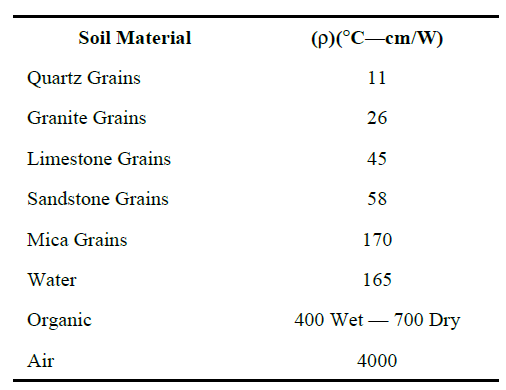 Soil Material (ρ)(°C—cm/W)
Quartz Grains 11
Granite Grains 26
Limestone Grains 45
Sandstone Grains 58
Mica Grains 170
Water 165
Organic 400 Wet — 700 Dry
Air 4000